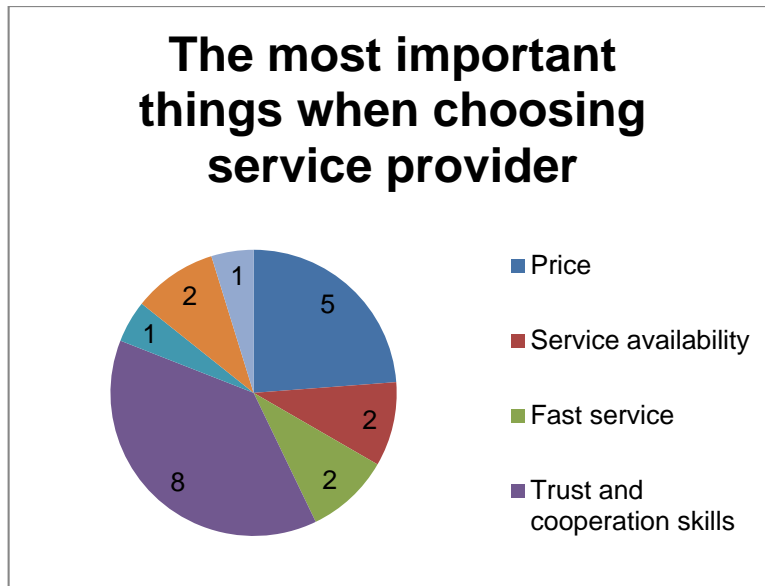 The most important
things when choosing
service provider
1
2
5
1
2
8
2
Price
Service availability
Fast service
Trust and
cooperation skills